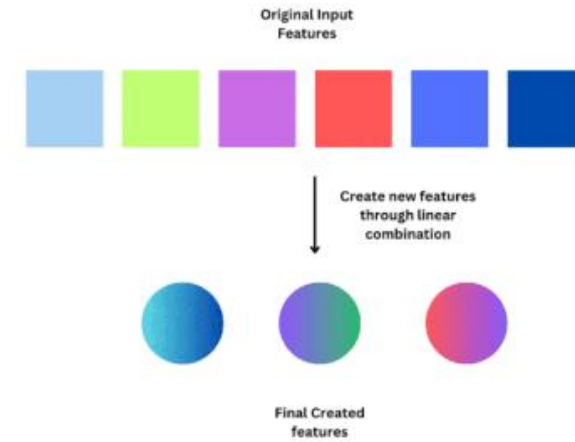 Original Input
Features
Create new features
through linear
combination
Final Created
features